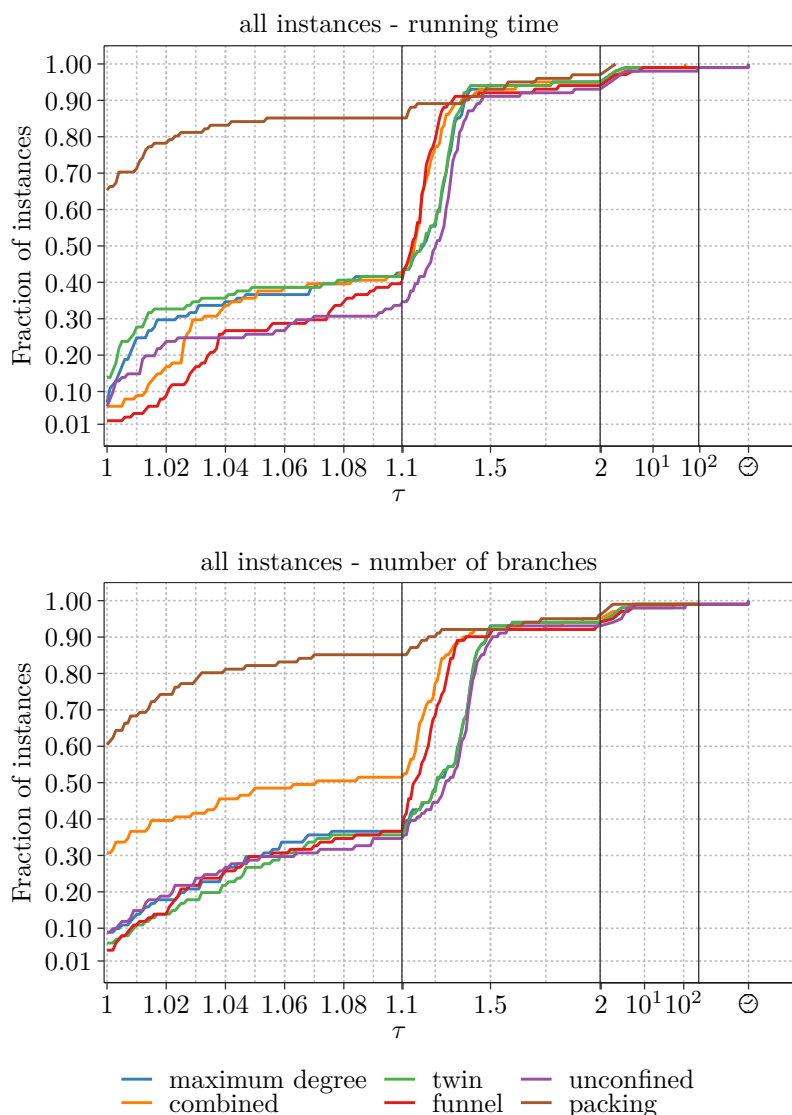 all instances - running time
Fraction of instances
1.00
0.90
0.80
0.70
0.60
0.50
0.40
0.30
0.20
0.10
0.01
1 1.02 1.04 1.06 1.08 1.1 1.5 2 10¹ 10²
τ
all instances - number of branches
Fraction of instances
1.00
0.90
0.80
0.70
0.60
0.50
0.40
0.30
0.20
0.10
0.01
1 1.02 1.04 1.06 1.08 1.1 1.5 2 10¹ 10²
τ
maximum degree twin unconfined
combined funnel packing